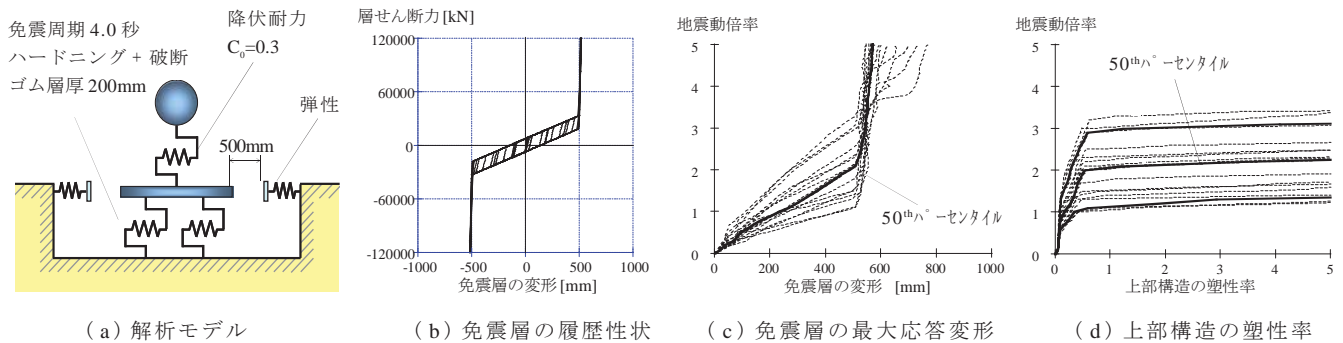 免震周期 4.0 秒
ハードニング + 破断
ゴム層厚 200mm
降伏耐力
C₀=0.3
弾性
500mm
(a) 解析モデル
層せん断力 [kN]
120000
60000
0
-60000
-120000
-1000 -500 0 500 1000
免震層の変形 [mm]
(b) 免震層の履歴性状
地震動倍率
5
4
3
2
1
0
50thパーセンタイル
0 200 400 600 800 1000
免震層の変形 [mm]
(c) 免震層の最大応答変形
地震動倍率
5
4
3
2
1
0
50thパーセンタイル
0 1 2 3 4 5
上部構造の塑性率
(d) 上部構造の塑性率